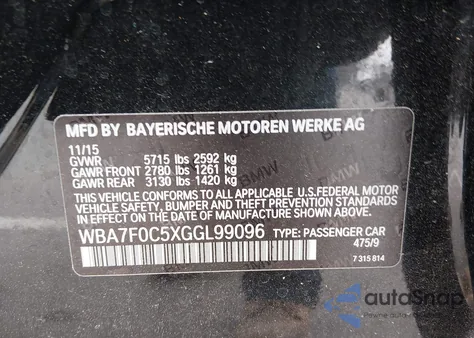 MFD BY BAYERISCHE MOTOREN WERKE AG
11/15
GVWR 5715 lbs 2592 kg
GAWR FRONT 2780 lbs 1261 kg
GAWR REAR 3130 lbs 1420 kg
THIS VEHICLE CONFORMS TO ALL APPLICABLE U.S.FEDERAL MOTOR
VEHICLE SAFETY, BUMPER AND THEFT PREVENTION STANDARDS
IN EFFECT ON THE DATE OF MANUFACTURE SHOWN ABOVE.
WBA7F0C5XGGL99096 TYPE: PASSENGER CAR
475/9
7 315 814
autoSnap